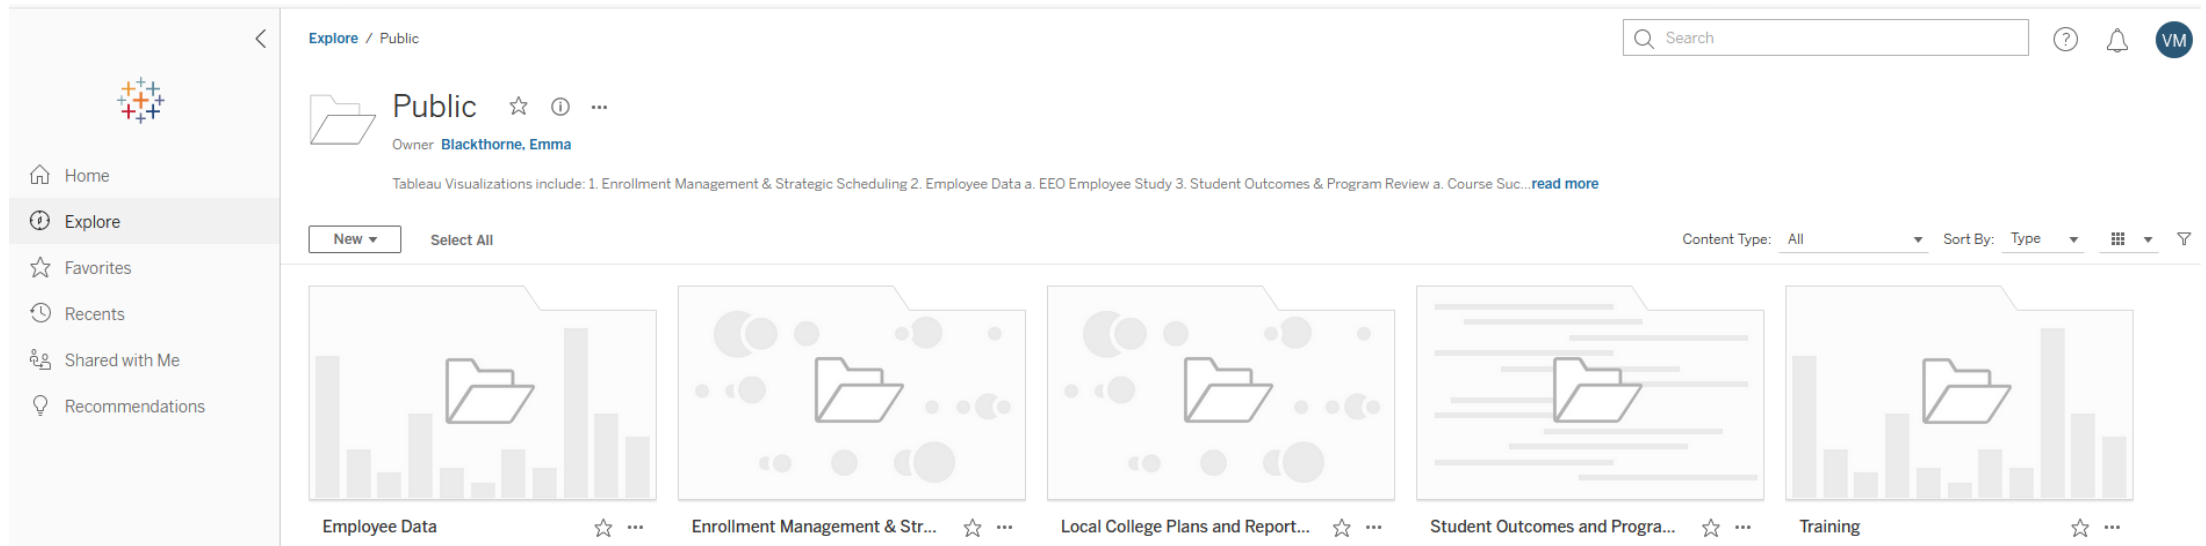 Explore / Public
Search
VM
Public
Owner Blackthorne, Emma
Tableau Visualizations include: 1. Enrollment Management & Strategic Scheduling 2. Employee Data a. EEO Employee Study 3. Student Outcomes & Program Review a. Course Suc...read more
Home
Explore
Favorites
Recents
Shared with Me
Recommendations
New
Select All
Content Type: All
Sort By: Type
Employee Data
Enrollment Management & Str...
Local College Plans and Report...
Student Outcomes and Progra...
Training